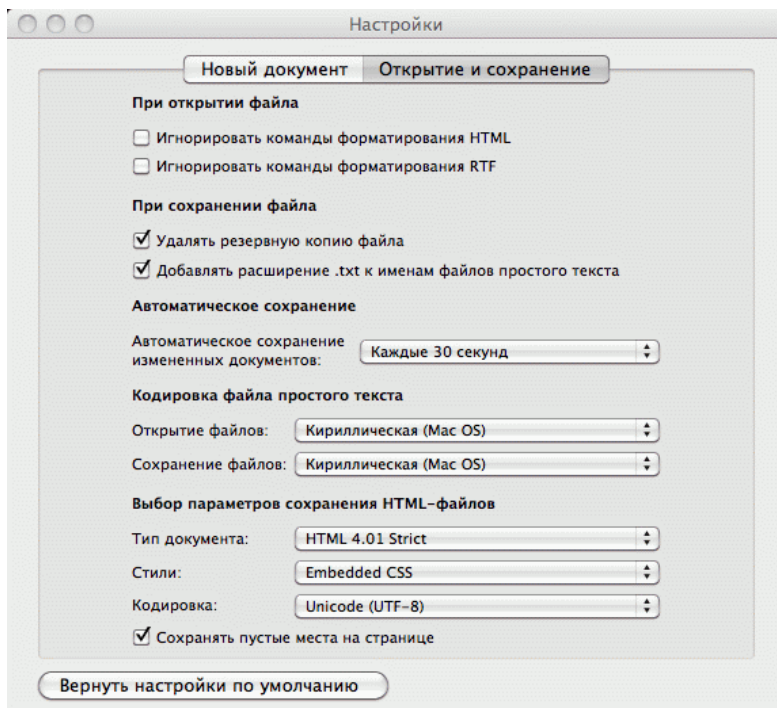 Настройки
Новый документ Открытие и сохранение
При открытии файла
Игнорировать команды форматирования HTML
Игнорировать команды форматирования RTF
При сохранении файла
Удалять резервную копию файла
Добавлять расширение .txt к именам файлов простого текста
Автоматическое сохранение
Автоматическое сохранение
измененных документов: Каждые 30 секунд
Кодировка файла простого текста
Открытие файлов: Кириллическая (Mac OS)
Сохранение файлов: Кириллическая (Mac OS)
Выбор параметров сохранения HTML-файлов
Тип документа: HTML 4.01 Strict
Стили: Embedded CSS
Кодировка: Unicode (UTF-8)
Сохранять пустые места на странице
Вернуть настройки по умолчанию